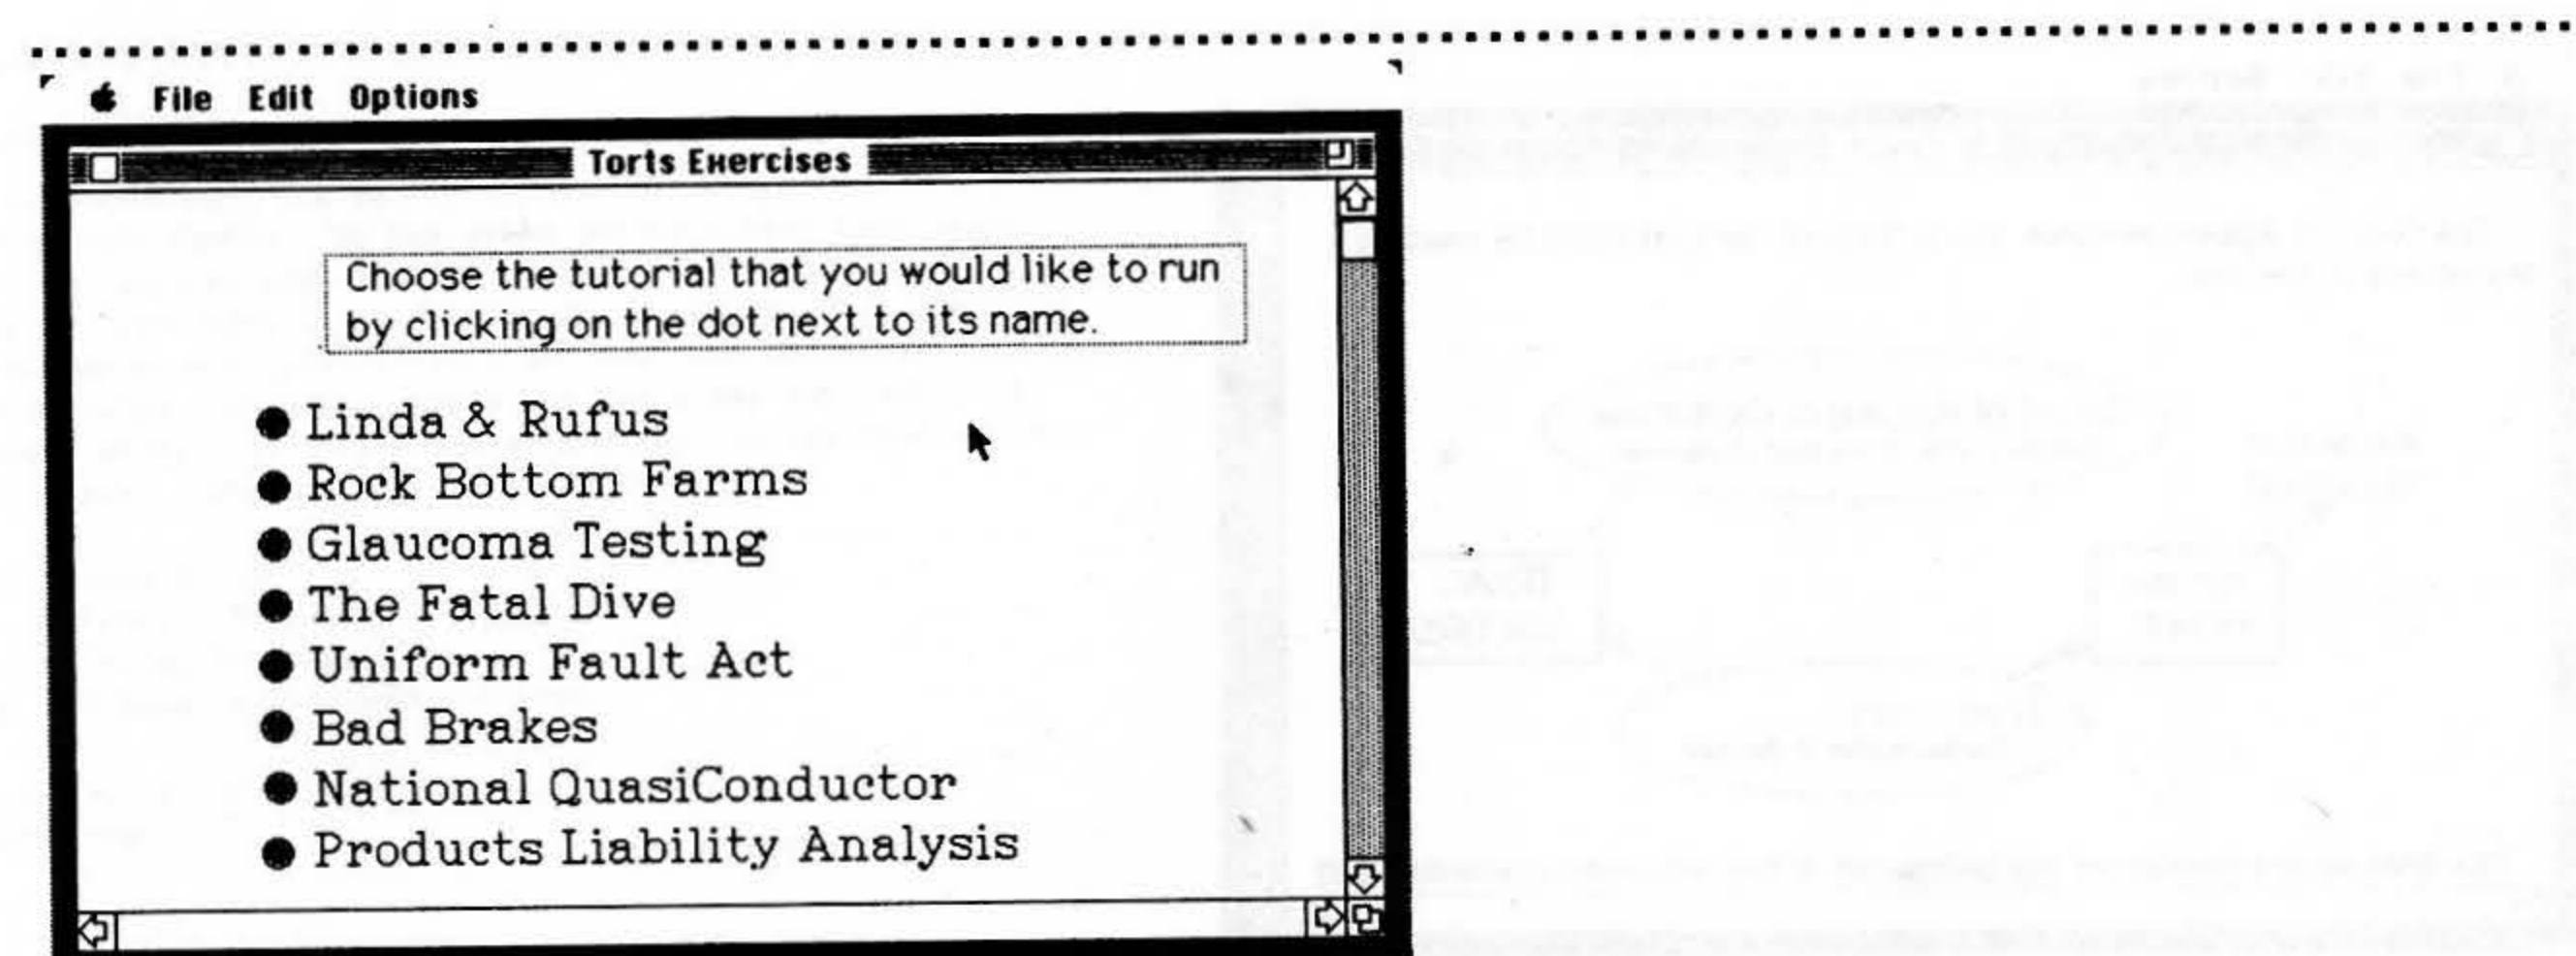 File Edit Options
Torts Exercises
Choose the tutorial that you would like to run
by clicking on the dot next to its name.
Linda & Rufus
Rock Bottom Farms
Glaucoma Testing
The Fatal Dive
Uniform Fault Act
Bad Brakes
National QuasiConductor
Products Liability Analysis